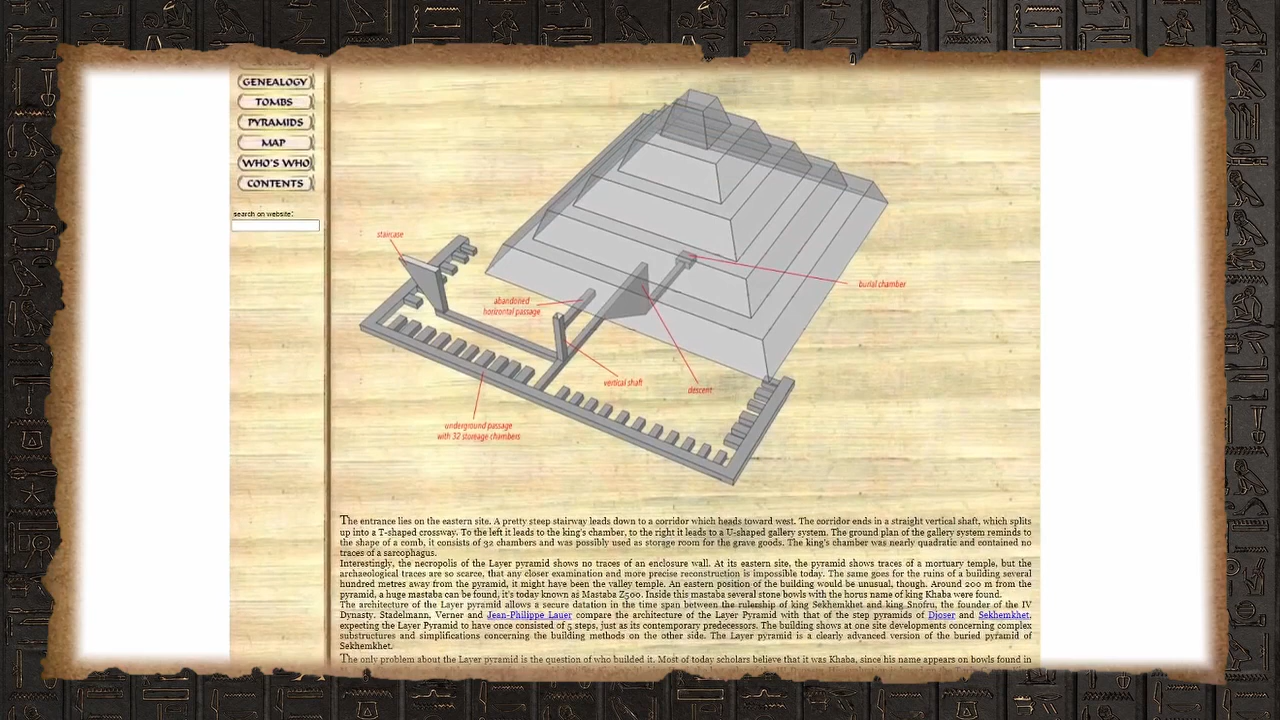 GENEALOGY
TOMBS
PYRAMIDS
MAP
WHO'S WHO
CONTENTS
search on website:
staircase
abandoned
horizontal passage
burial chamber
vertical shaft
descent
underground passage
with 32 storeage chambers
The entrance lies on the eastern site. A pretty steep stairway leads down to a corridor which heads toward west. The corridor ends in a straight vertical shaft, which splits
up into a T-shaped crossway. To the left it leads to the king's chamber, to the right it leads to a U-shaped gallery system. The ground plan of the gallery system reminds to
the shape of a comb, it consists of 32 chambers and was possibly used as storage room for the grave goods. The king's chamber was nearly quadratic and contained no
traces of a sarcophagus.
Interestingly, the necropolis of the Layer pyramid shows no traces of an enclosure wall. At its eastern site, the pyramid shows traces of a mortuary temple, but the
archaeological traces are so scarce, that any closer examination and more precise reconstruction is impossible today. The same goes for the ruins of a building several
hundred metres away from the pyramid, it might have been the valley temple. An eastern position of the building would be unusual, though. Around 200 m from the
pyramid, a huge mastaba can be found, it's today known as Mastaba Z500. Inside this mastaba several stone bowls with the horus name of king Khaba were found.
The architecture of the Layer pyramid allows a secure datation in the time span between the rulership of king Sekhemkhet and king Snofru, the founder of the IV
Dynasty. Stadelmann, Verner and Jean-Philippe Lauer compare the architecture of the Layer Pyramid with that of the step pyramids of Djoser and Sekhemkhet,
expecting the Layer Pyramid to have once consisted of 5 steps, just as its contemporary predecessors. The building shows at one site developments concerning complex
substructures and simplifications concerning the building methods on the other side. The Layer pyramid is a clearly advanced version of the buried pyramid of
Sekhemkhet.
The only problem about the Layer pyramid is the question of who builded it. Most of today scholars believe that it was Khaba, since his name appears on bowls found in